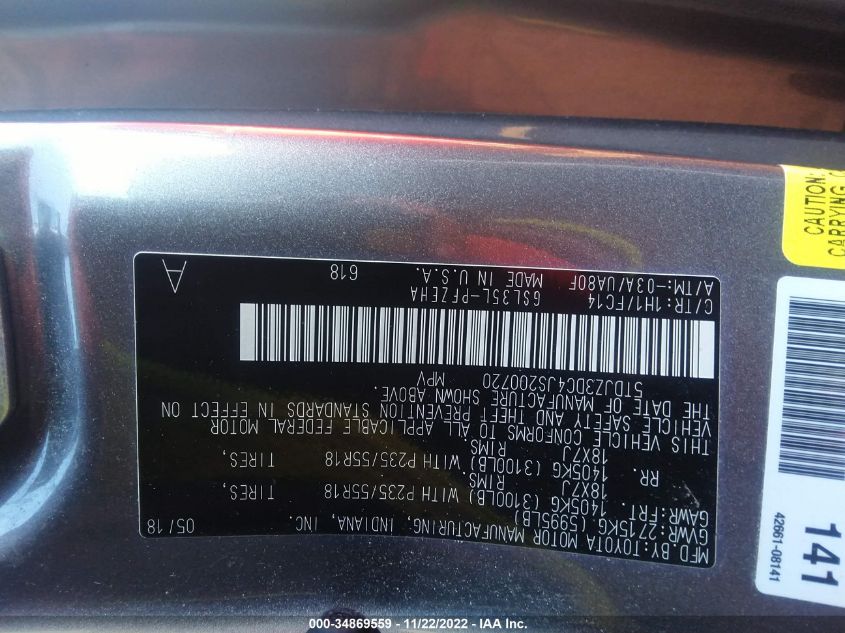 MFD. BY: TOYOTA MOTOR MANUFACTURING, INDIANA, INC. 05/18
GVWR: 2715KG (5995LB)
GAWR: FRT. 1405KG (3100LB) WITH P235/55R18 TIRES,
18X7J RIMS
RR. 1405KG (3100LB) WITH P235/55R18 TIRES,
18X7J RIMS
THIS VEHICLE CONFORMS TO ALL APPLICABLE FEDERAL MOTOR
VEHICLE SAFETY AND THEFT PREVENTION STANDARDS IN EFFECT ON
THE DATE OF MANUFACTURE SHOWN ABOVE.
5TDJZ3DC4JS200720 MPV
C/TR: 1H1/FC14 GSL35L-PFZEHA
A/TM: -03A/UA80F MADE IN U.S.A. 618
A
CAUTION:
CARRYING
141
42661-08141
000-34869559 - 11/22/2022 - IAA Inc.